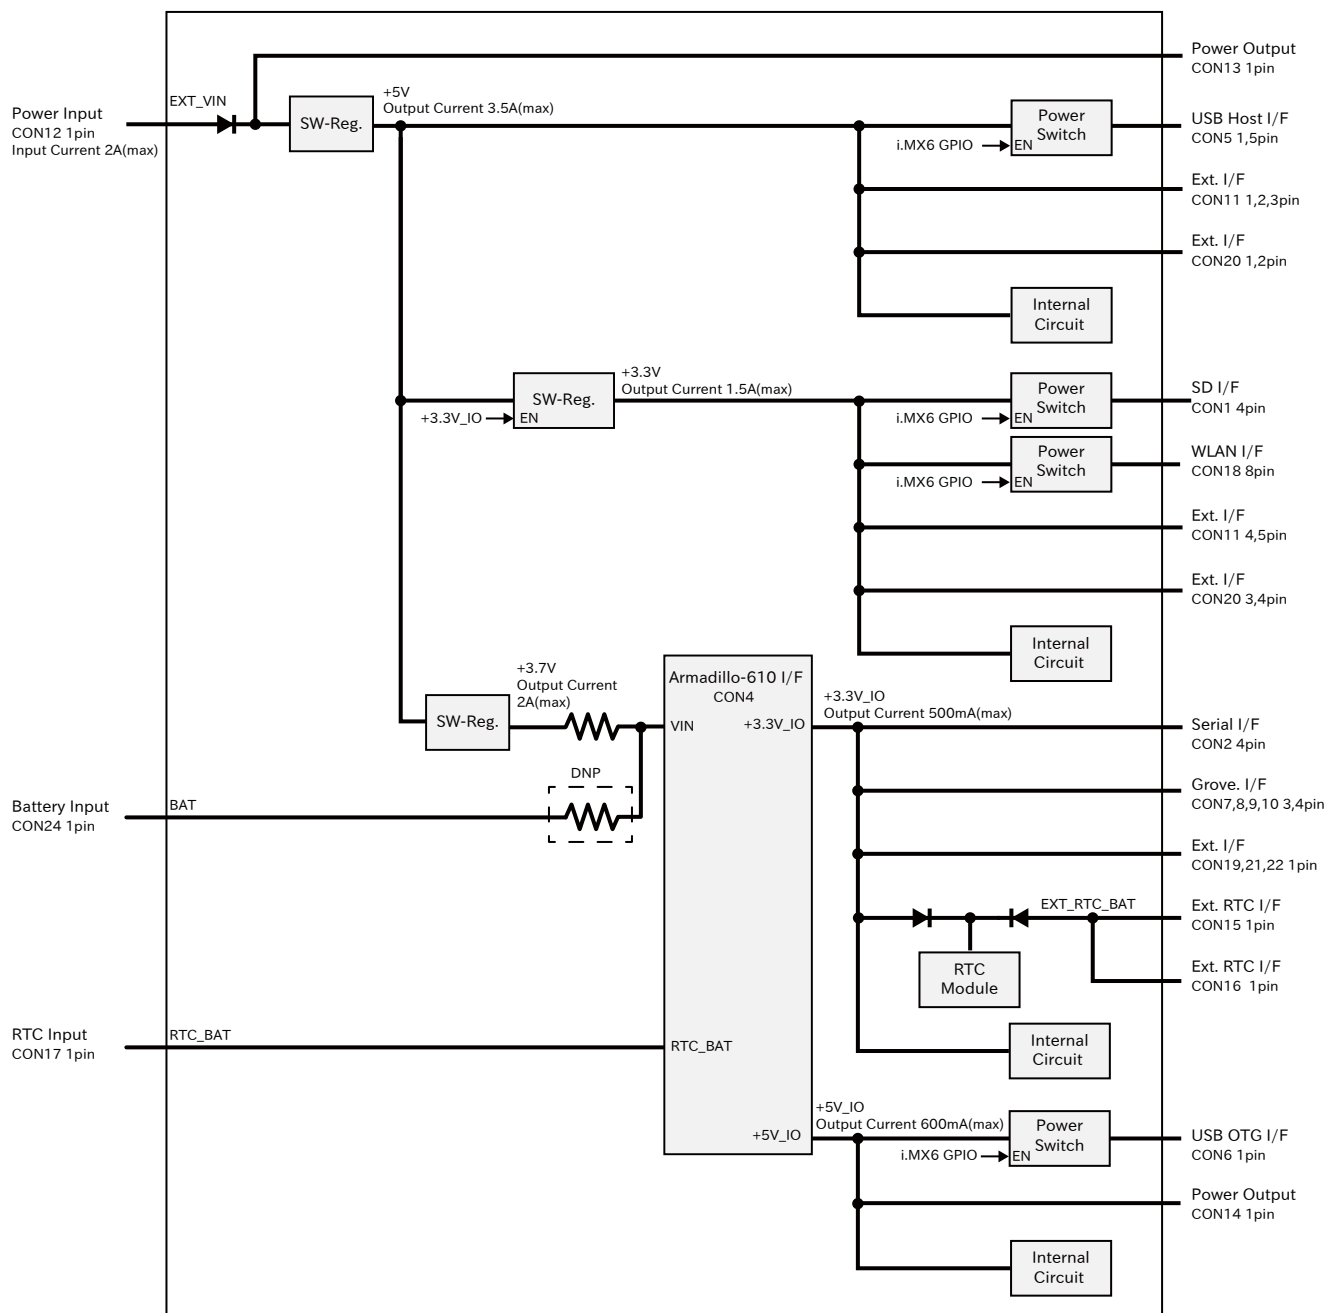 Power Output
CON13 1pin
EXT_VIN
+5V
Output Current 3.5A(max)
Power Input
CON12 1pin
Input Current 2A(max)
SW-Reg.
Power
Switch
i.MX6 GPIO
EN
USB Host I/F
CON5 1,5pin
Ext. I/F
CON11 1,2,3pin
Ext. I/F
CON20 1,2pin
Internal
Circuit
+3.3V
Output Current 1.5A(max)
SW-Reg.
+3.3V_IO
EN
Power
Switch
i.MX6 GPIO
EN
SD I/F
CON1 4pin
Power
Switch
i.MX6 GPIO
EN
WLAN I/F
CON18 8pin
Ext. I/F
CON11 4,5pin
Ext. I/F
CON20 3,4pin
Internal
Circuit
+3.7V
Output Current
2A(max)
SW-Reg.
Armadillo-610 I/F
CON4
VIN
+3.3V_IO
+3.3V_IO
Output Current 500mA(max)
Serial I/F
CON2 4pin
DNP
Battery Input
CON24 1pin
BAT
Grove. I/F
CON7,8,9,10 3,4pin
Ext. I/F
CON19,21,22 1pin
EXT_RTC_BAT
Ext. RTC I/F
CON15 1pin
RTC
Module
Ext. RTC I/F
CON16 1pin
RTC Input
CON17 1pin
RTC_BAT
RTC_BAT
Internal
Circuit
+5V_IO
Output Current 600mA(max)
+5V_IO
Power
Switch
i.MX6 GPIO
EN
USB OTG I/F
CON6 1pin
Power Output
CON14 1pin
Internal
Circuit